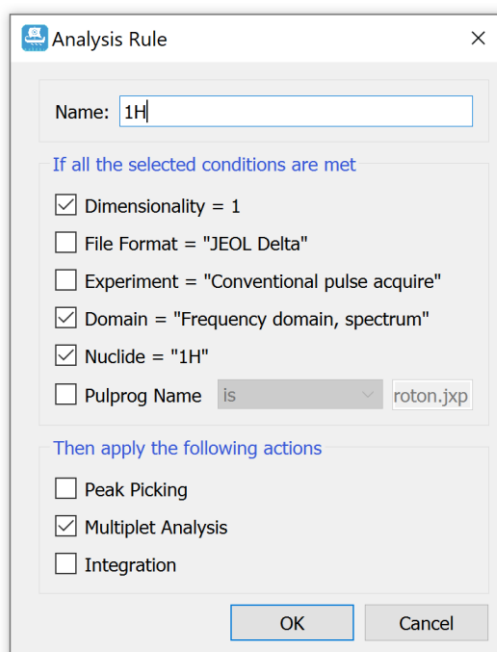 Analysis Rule
Name: 1H
If all the selected conditions are met
Dimensionality = 1
File Format = "JEOL Delta"
Experiment = "Conventional pulse acquire"
Domain = "Frequency domain, spectrum"
Nuclide = "1H"
Pulprog Name is roton.jxp
Then apply the following actions
Peak Picking
Multiplet Analysis
Integration
OK Cancel